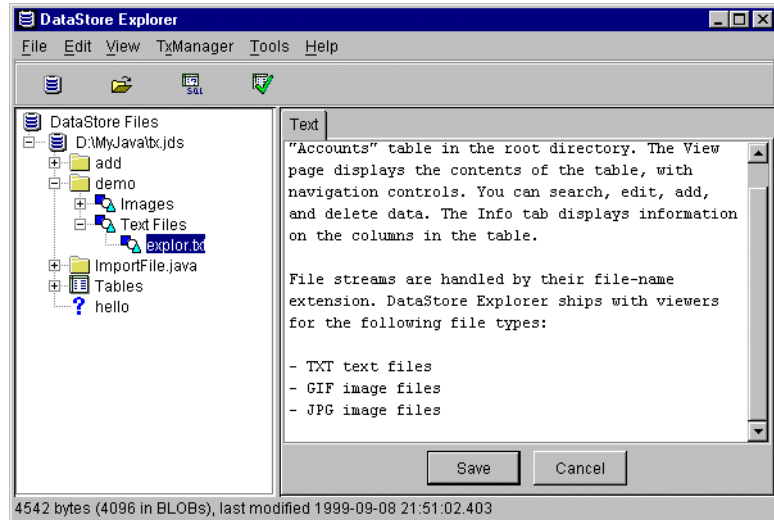 DataStore Explorer
File Edit View TxManager Tools Help
SQL
DataStore Files
D:\MyJava\tx.jds
add
demo
Images
Text Files
explor.txt
ImportFile.java
Tables
? hello
Text
"Accounts" table in the root directory. The View
page displays the contents of the table, with
navigation controls. You can search, edit, add,
and delete data. The Info tab displays information
on the columns in the table.
File streams are handled by their file-name
extension. DataStore Explorer ships with viewers
for the following file types:
- TXT text files
- GIF image files
- JPG image files
Save Cancel
4542 bytes (4096 in BLOBs), last modified 1999-09-08 21:51:02.403